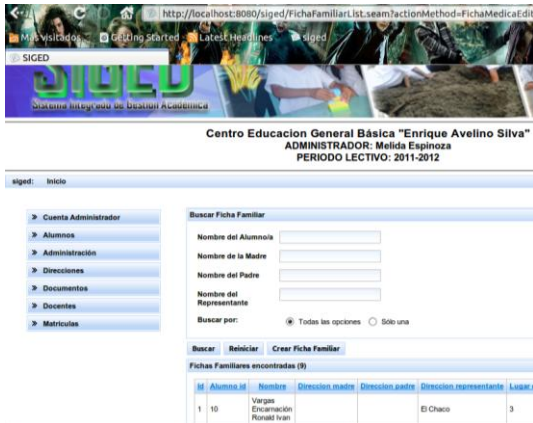 http://localhost:8080/siged/FichaFamiliarList.seam?actionMethod=FichaMedicaEdit
Más visitados Getting Started Latest Headlines siged
SIGED
SIGED
Sistema Integrado de Gestión Académica
Centro Educacion General Básica "Enrique Avelino Silva"
ADMINISTRADOR: Melida Espinoza
PERIODO LECTIVO: 2011-2012
siged: Inicio
» Cuenta Administrador
» Alumnos
» Administración
» Direcciones
» Documentos
» Docentes
» Matriculas
Buscar Ficha Familiar
Nombre del Alumno/a
Nombre de la Madre
Nombre del Padre
Nombre del
Representante
Buscar por: Todas las opciones Sólo una
Buscar Reiniciar Crear Ficha Familiar
Fichas Familiares encontradas (9)
Id Alumno id Nombre Direccion madre Direccion padre Direccion representante Lugar
1 10 Vargas Encarnación Ronald Ivan El Chaco 3